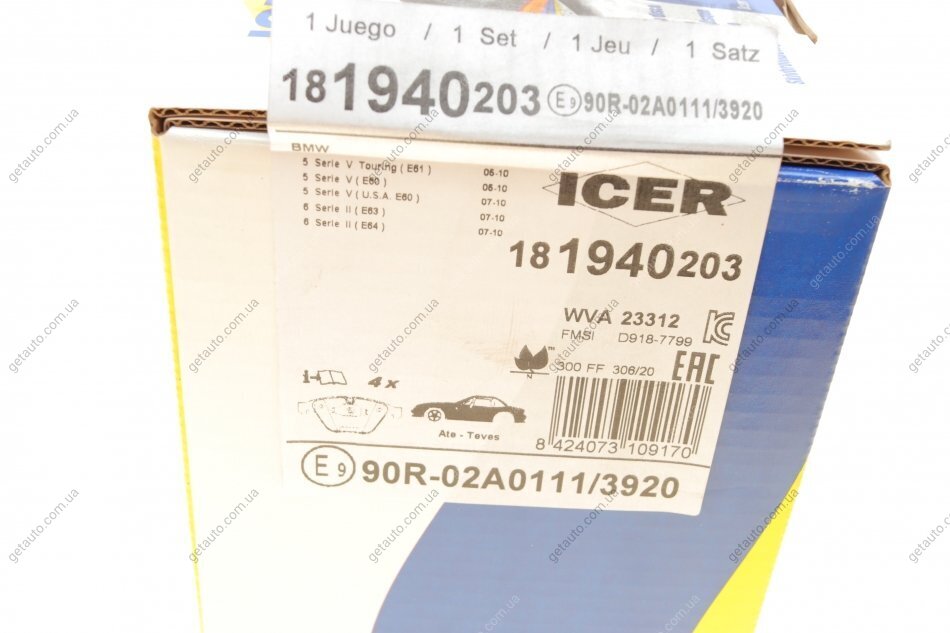 1 Juego / 1 Set / 1 Jeu / 1 Satz
181940203 E9 90R-02A0111/3920
BMW
5 Serie V Touring ( E61 ) 05-10
5 Serie V ( E60 ) 05-10
5 Serie V ( U.S.A. E60 ) 07-10
6 Serie II ( E63 ) 07-10
6 Serie II ( E64 ) 07-10
ICER
181940203
WVA 23312
FMSI D918-7799
300 FF 306/20 EAC
4 x
Ate - Teves
8 424073 109170
E9 90R-02A0111/3920
getauto.com.ua